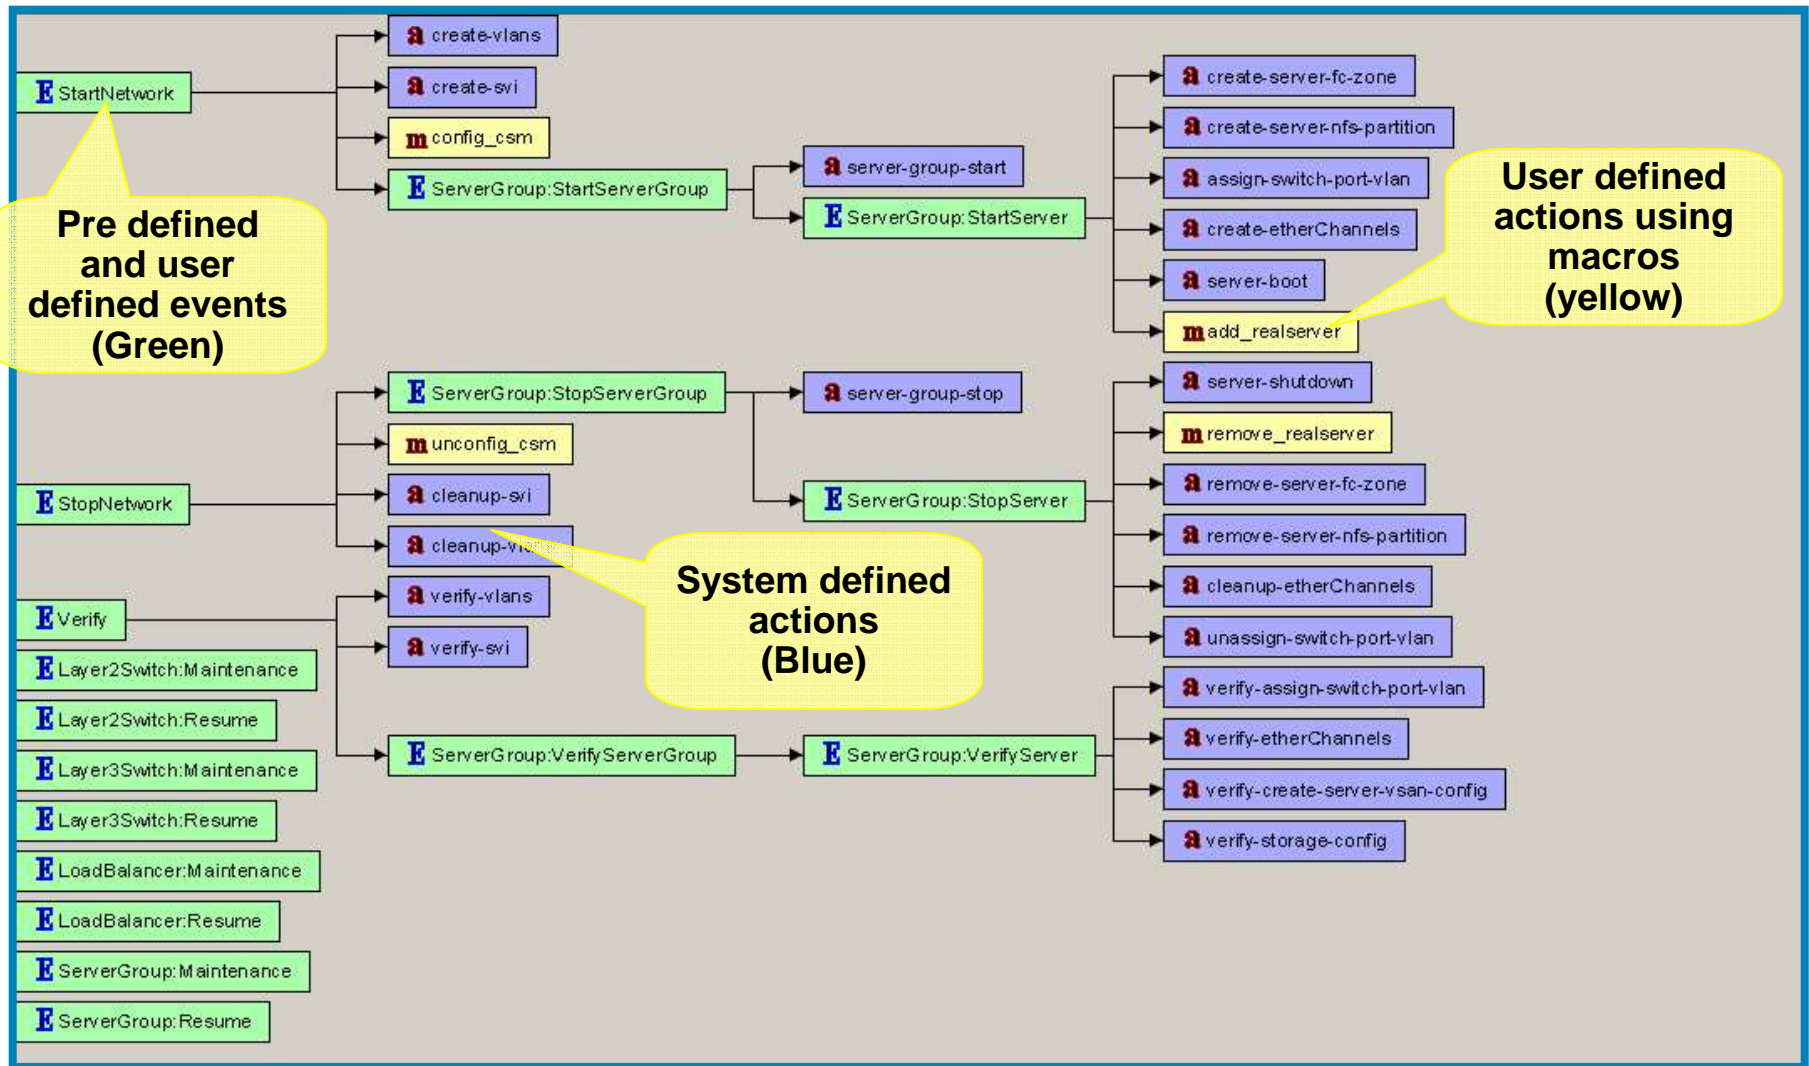 a create-vlans
a create-svi
E StartNetwork
m config_csm
E ServerGroup:StartServerGroup
a server-group-start
E ServerGroup:StartServer
a create-server-fc-zone
a create-server-nfs-partition
a assign-switch-port-vlan
a create-etherChannels
a server-boot
m add_realserver
Pre defined
and user
defined events
(Green)
User defined
actions using
macros
(yellow)
E ServerGroup:StopServerGroup
m unconfig_csm
E StopNetwork
a cleanup-svi
a cleanup-vlans
a server-group-stop
E ServerGroup:StopServer
a server-shutdown
m remove_realserver
a remove-server-fc-zone
a remove-server-nfs-partition
a cleanup-etherChannels
a unassign-switch-port-vlan
System defined
actions
(Blue)
a verify-vlans
E Verify
a verify-svi
E ServerGroup:VerifyServerGroup
E ServerGroup:VerifyServer
a verify-assign-switch-port-vlan
a verify-etherChannels
a verify-create-server-vsan-config
a verify-storage-config
E Layer2Switch:Maintenance
E Layer2Switch:Resume
E Layer3Switch:Maintenance
E Layer3Switch:Resume
E LoadBalancer:Maintenance
E LoadBalancer:Resume
E ServerGroup:Maintenance
E ServerGroup:Resume